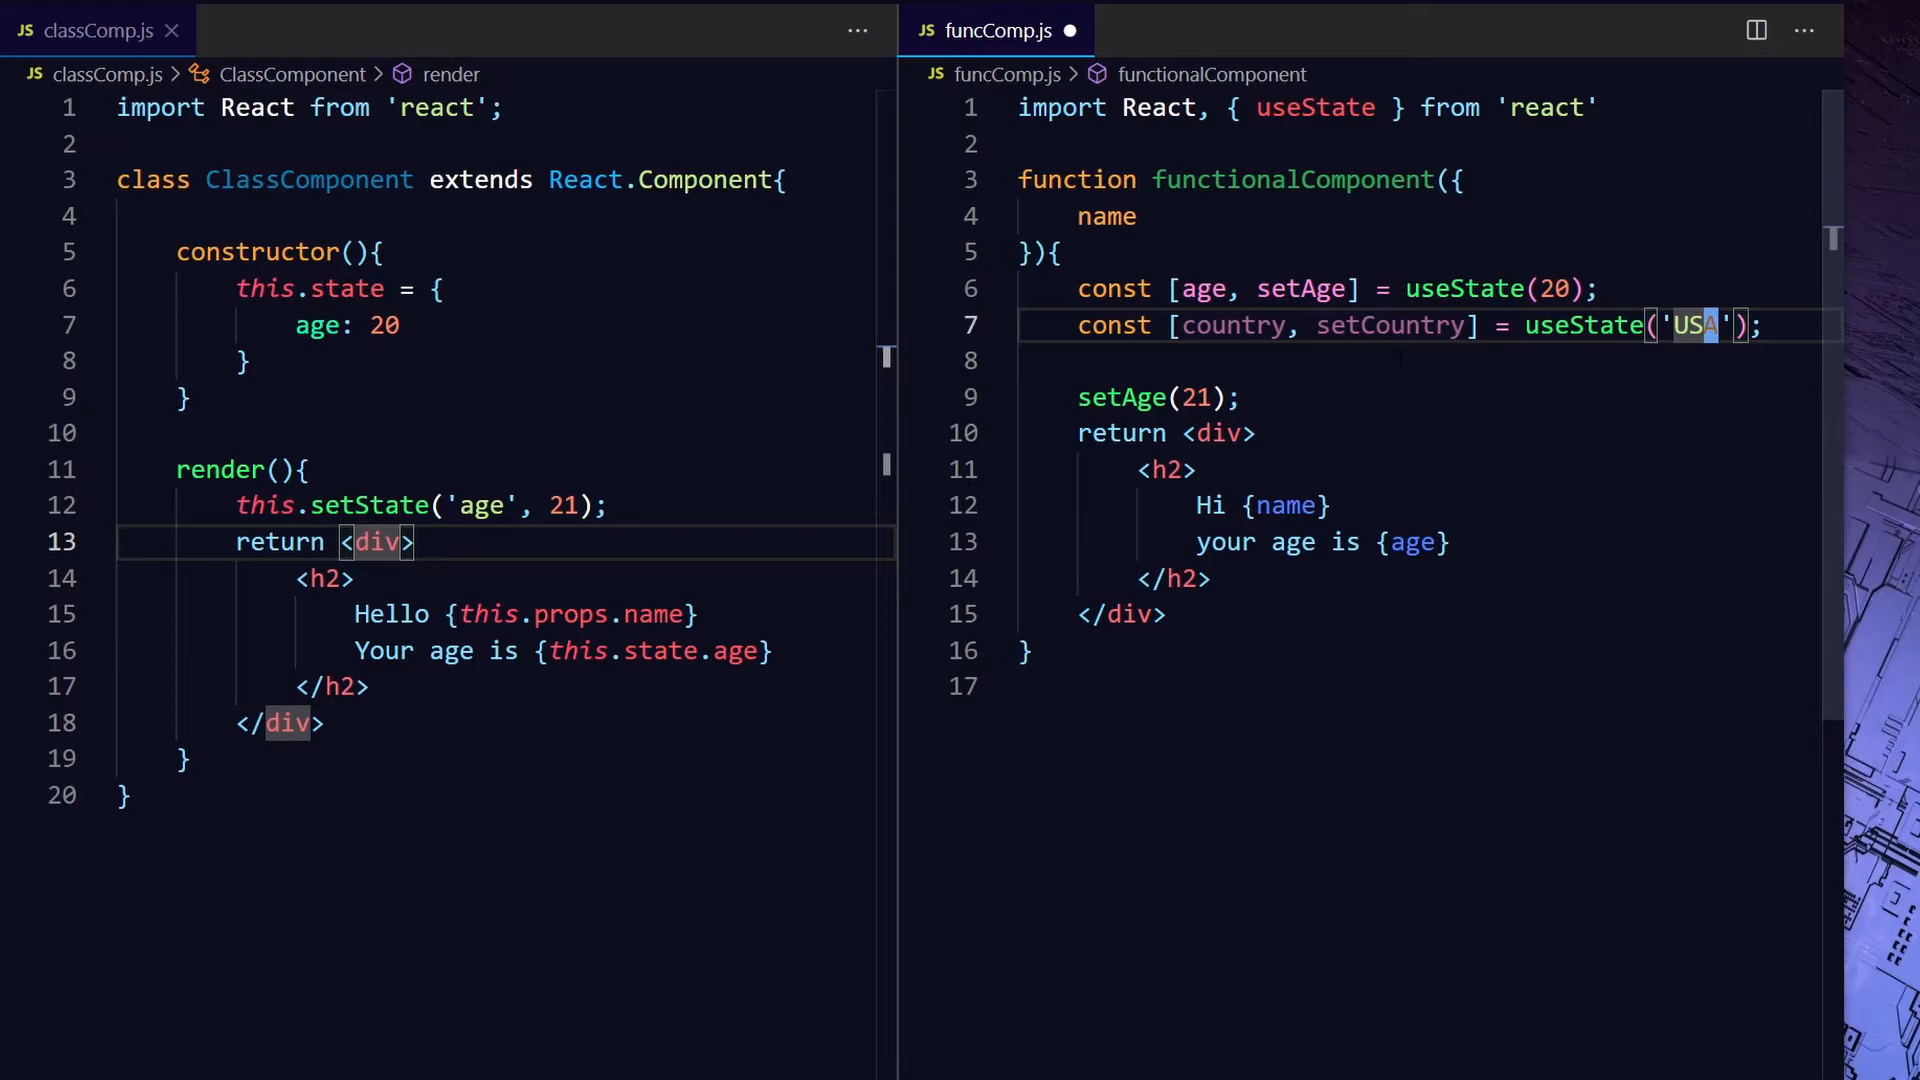 JS classComp.js
JS classComp.js > ClassComponent > render
1 import React from 'react';
2
3 class ClassComponent extends React.Component{
4
5 constructor(){
6 this.state = {
7 age: 20
8 }
9 }
10
11 render(){
12 this.setState('age', 21);
13 return <div>
14 <h2>
15 Hello {this.props.name}
16 Your age is {this.state.age}
17 </h2>
18 </div>
19 }
20 }
JS funcComp.js
JS funcComp.js > functionalComponent
1 import React, { useState } from 'react'
2
3 function functionalComponent({
4 name
5 }){
6 const [age, setAge] = useState(20);
7 const [country, setCountry] = useState('USA');
8
9 setAge(21);
10 return <div>
11 <h2>
12 Hi {name}
13 your age is {age}
14 </h2>
15 </div>
16 }
17